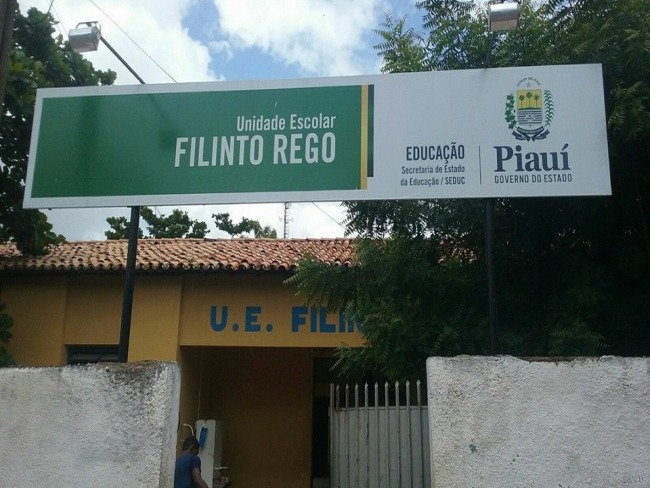 Unidade Escolar
FILINTO REGO
EDUCAÇÃO
Secretaria de Estado
da Educação / SEDUC
Piauí
GOVERNO DO ESTADO
U.E. FILIN